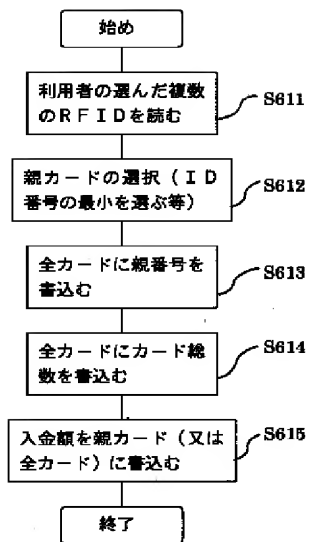 始め
利用者の選んだ複数
のＲＦＩＤを読む
S611
親カードの選択（ＩＤ
番号の最小を選ぶ等）
S612
全カードに親番号を
書込む
S613
全カードにカード総
数を書込む
S614
入金額を親カード（又は
全カード）に書込む
S615
終了